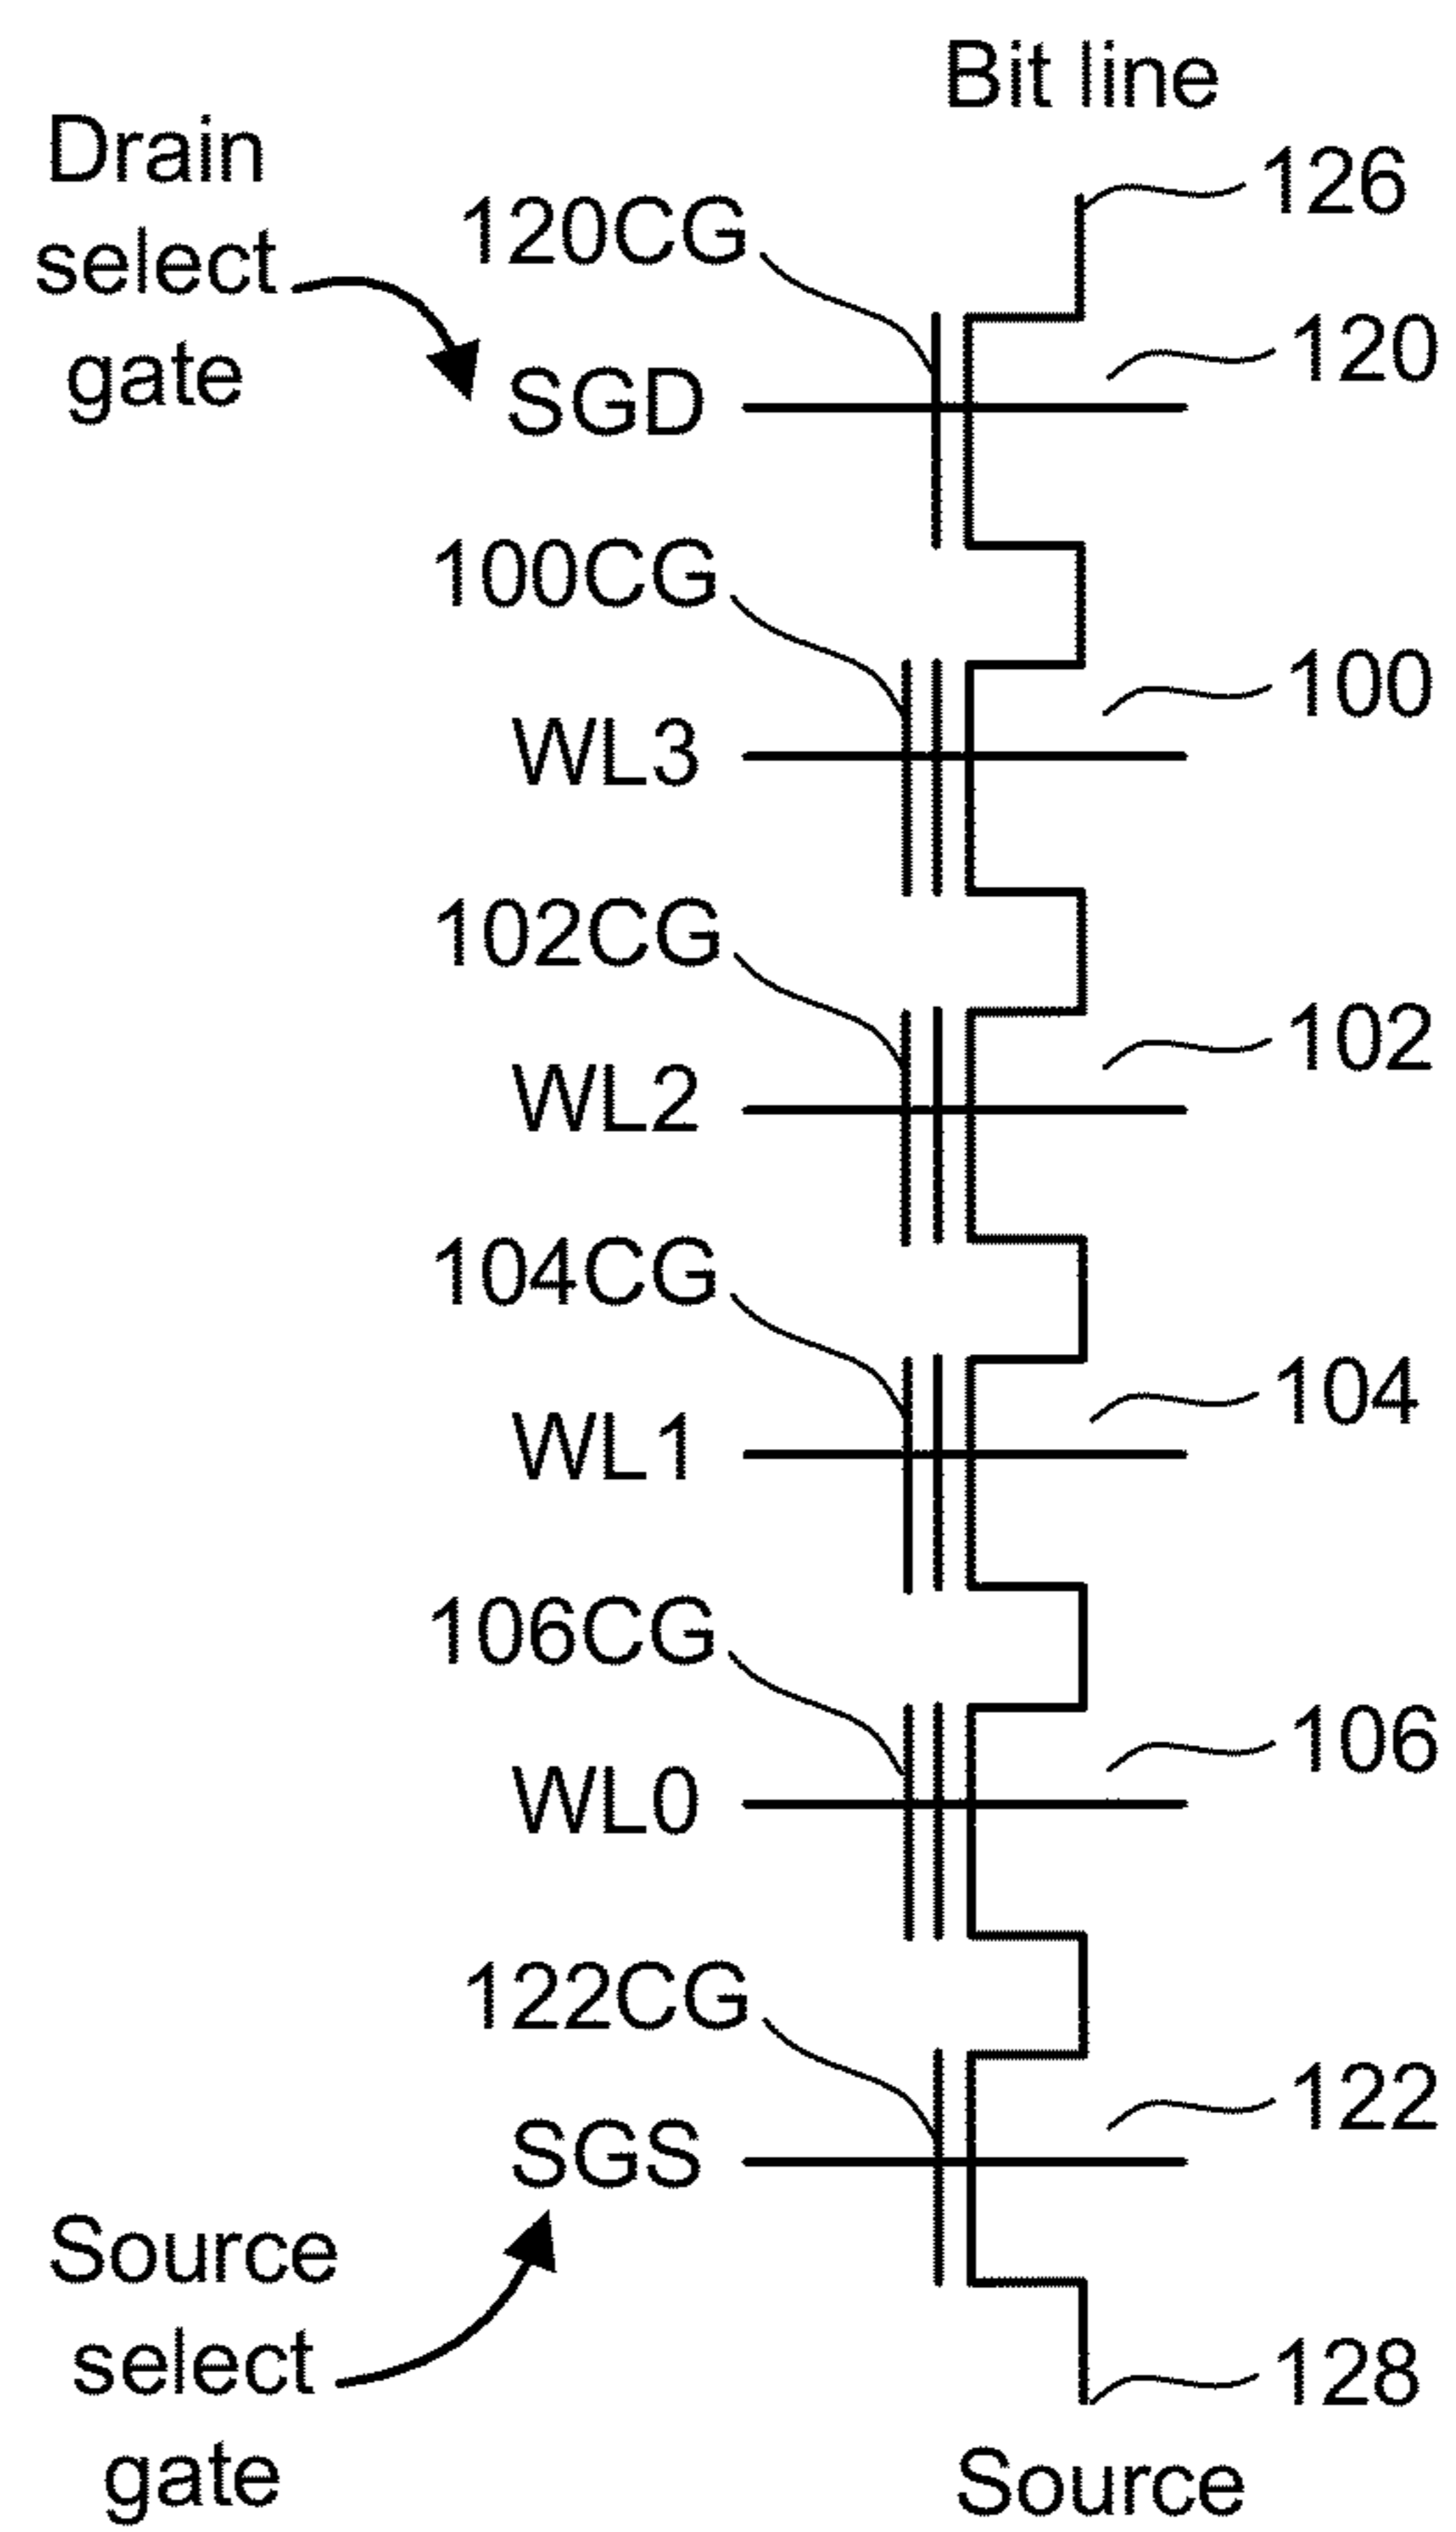 Bit line
126
Drain
select
gate
120CG
120
SGD
100CG
100
WL3
102CG
102
WL2
104CG
104
WL1
106CG
106
WL0
122CG
122
SGS
Source
select
gate
128
Source